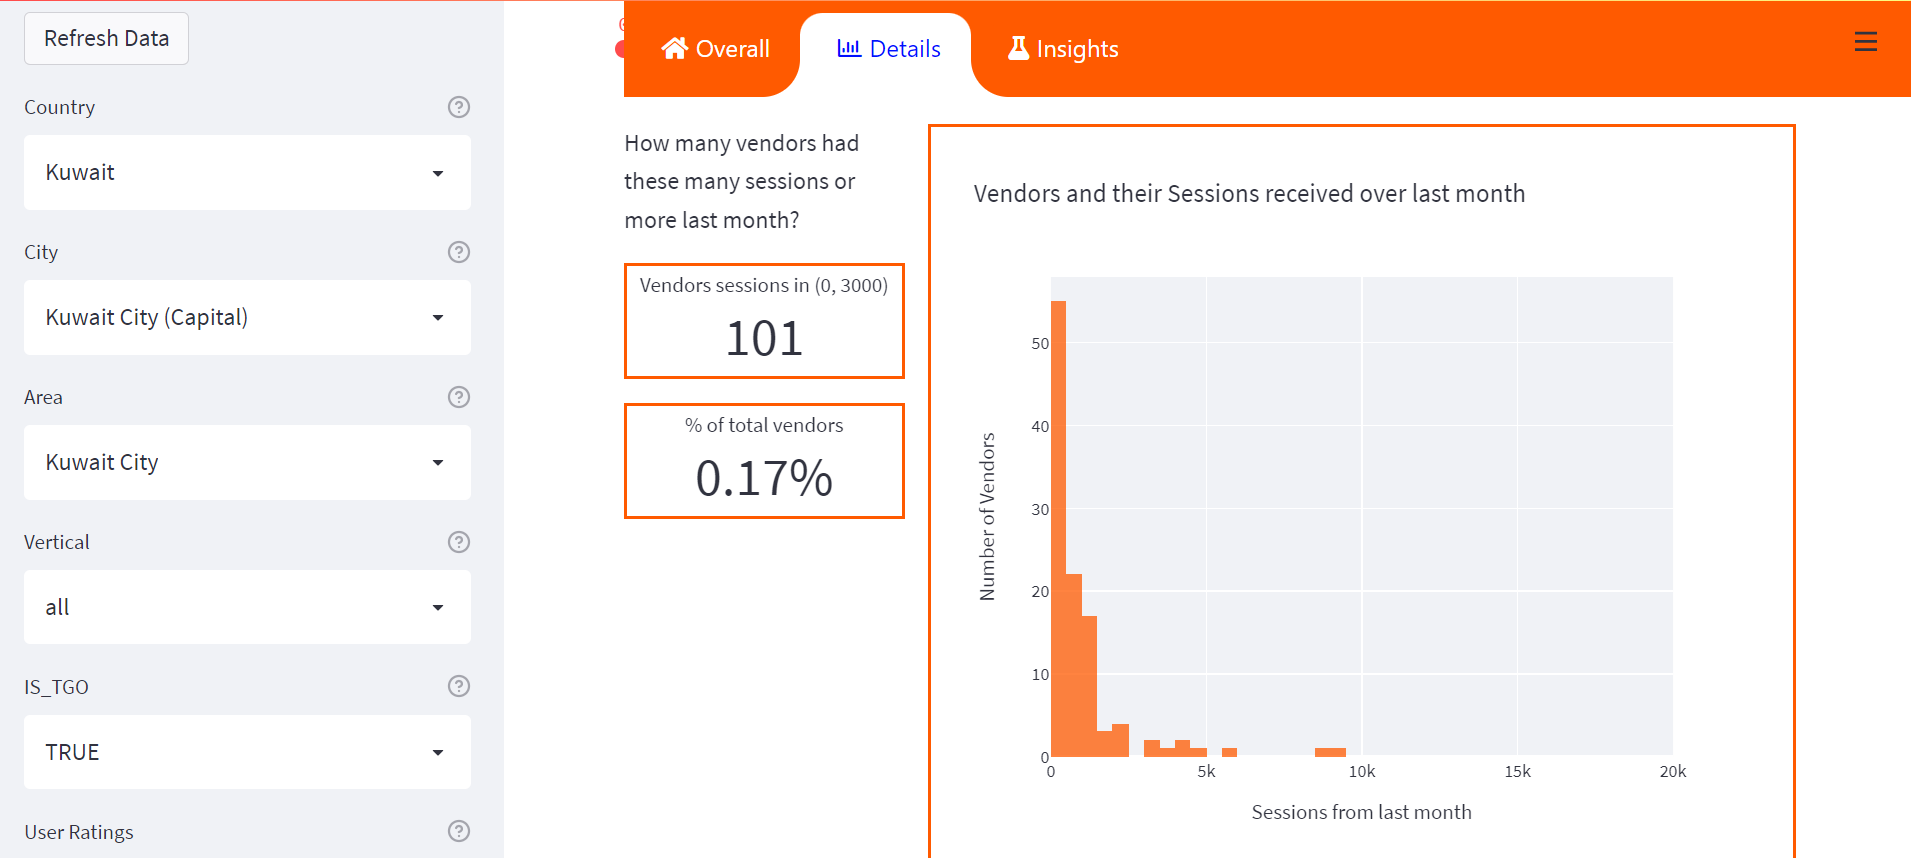 Refresh Data
Country
Kuwait
City
Kuwait City (Capital)
Area
Kuwait City
Vertical
all
IS_TGO
TRUE
User Ratings
Overall
Details
Insights
How many vendors had
these many sessions or
more last month?
Vendors sessions in (0, 3000)
101
% of total vendors
0.17%
Vendors and their Sessions received over last month
Number of Vendors
50
40
30
20
10
0
0 5k 10k 15k 20k
Sessions from last month